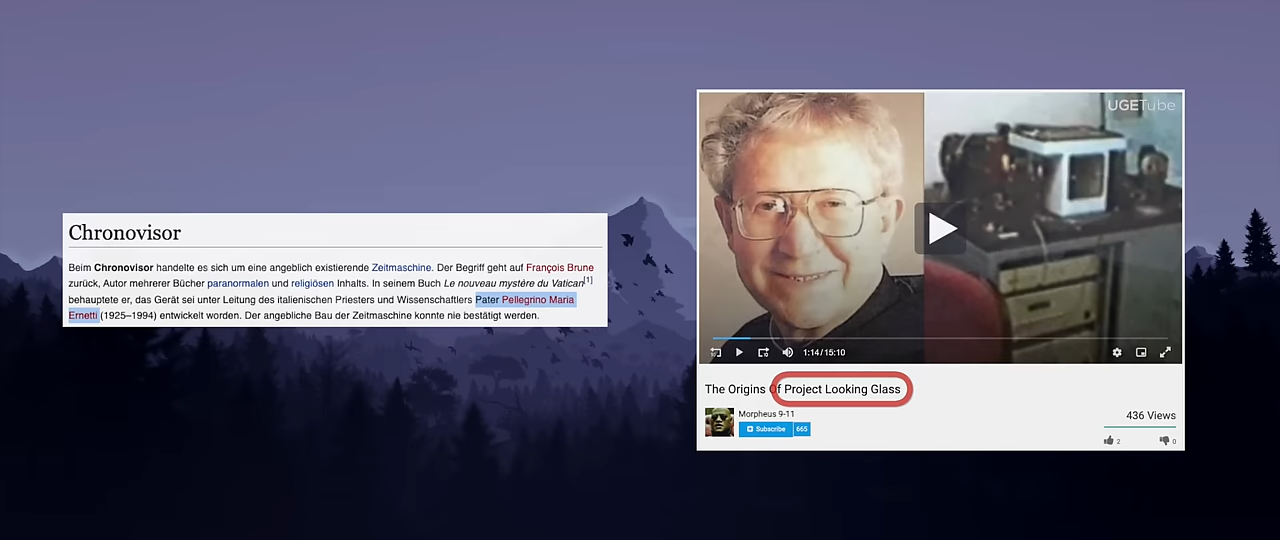 Chronovisor
Beim Chronovisor handelte es sich um eine angeblich existierende Zeitmaschine. Der Begriff geht auf François Brune
zurück, Autor mehrerer Bücher paranormalen und religiösen Inhalts. In seinem Buch Le nouveau mystère du Vatican[1]
behauptete er, das Gerät sei unter Leitung des italienischen Priesters und Wissenschaftlers Pater Pellegrino Maria
Ernetti (1925–1994) entwickelt worden. Der angebliche Bau der Zeitmaschine konnte nie bestätigt werden.
UGETube
1:14/15:10
The Origins Of Project Looking Glass
Morpheus 9-11
Subscribe 665
436 Views
2 0